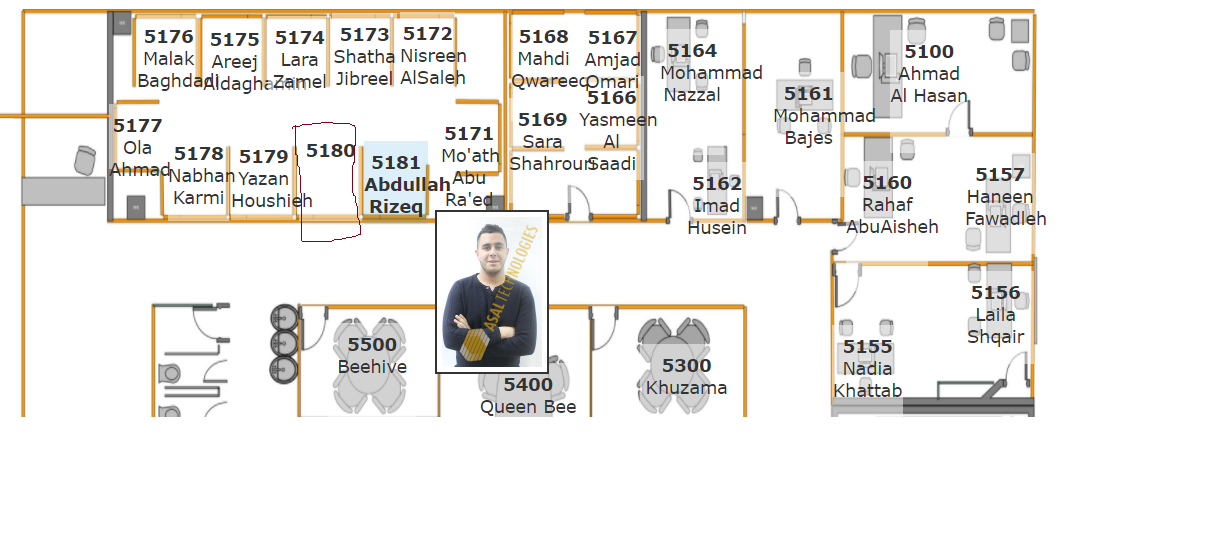 5176
Malak
Baghdadi
5175
Areej
Aldaghamin
5174
Lara
Zamel
5173
Shatha
Jibreel
5172
Nisreen
AlSaleh
5168
Mahdi
Qwareeq
5167
Amjad
Omari
5164
Mohammad
Nazzal
5161
Mohammad
Bajes
5100
Ahmad
Al Hasan
5177
Ola
Ahmad
5178
Nabhan
Karmi
5179
Yazan
Houshieh
5180
5181
Abdullah
Rizeq
5171
Mo'ath
Abu
Ra'ed
5169
Sara
Shahrouri
5166
Yasmeen
Al
Saadi
5162
Imad
Husein
5160
Rahaf
AbuAisheh
5157
Haneen
Fawadleh
5156
Laila
Shqair
5155
Nadia
Khattab
5500
Beehive
5400
Queen Bee
5300
Khuzama
ASAL TECHNOLOGIES